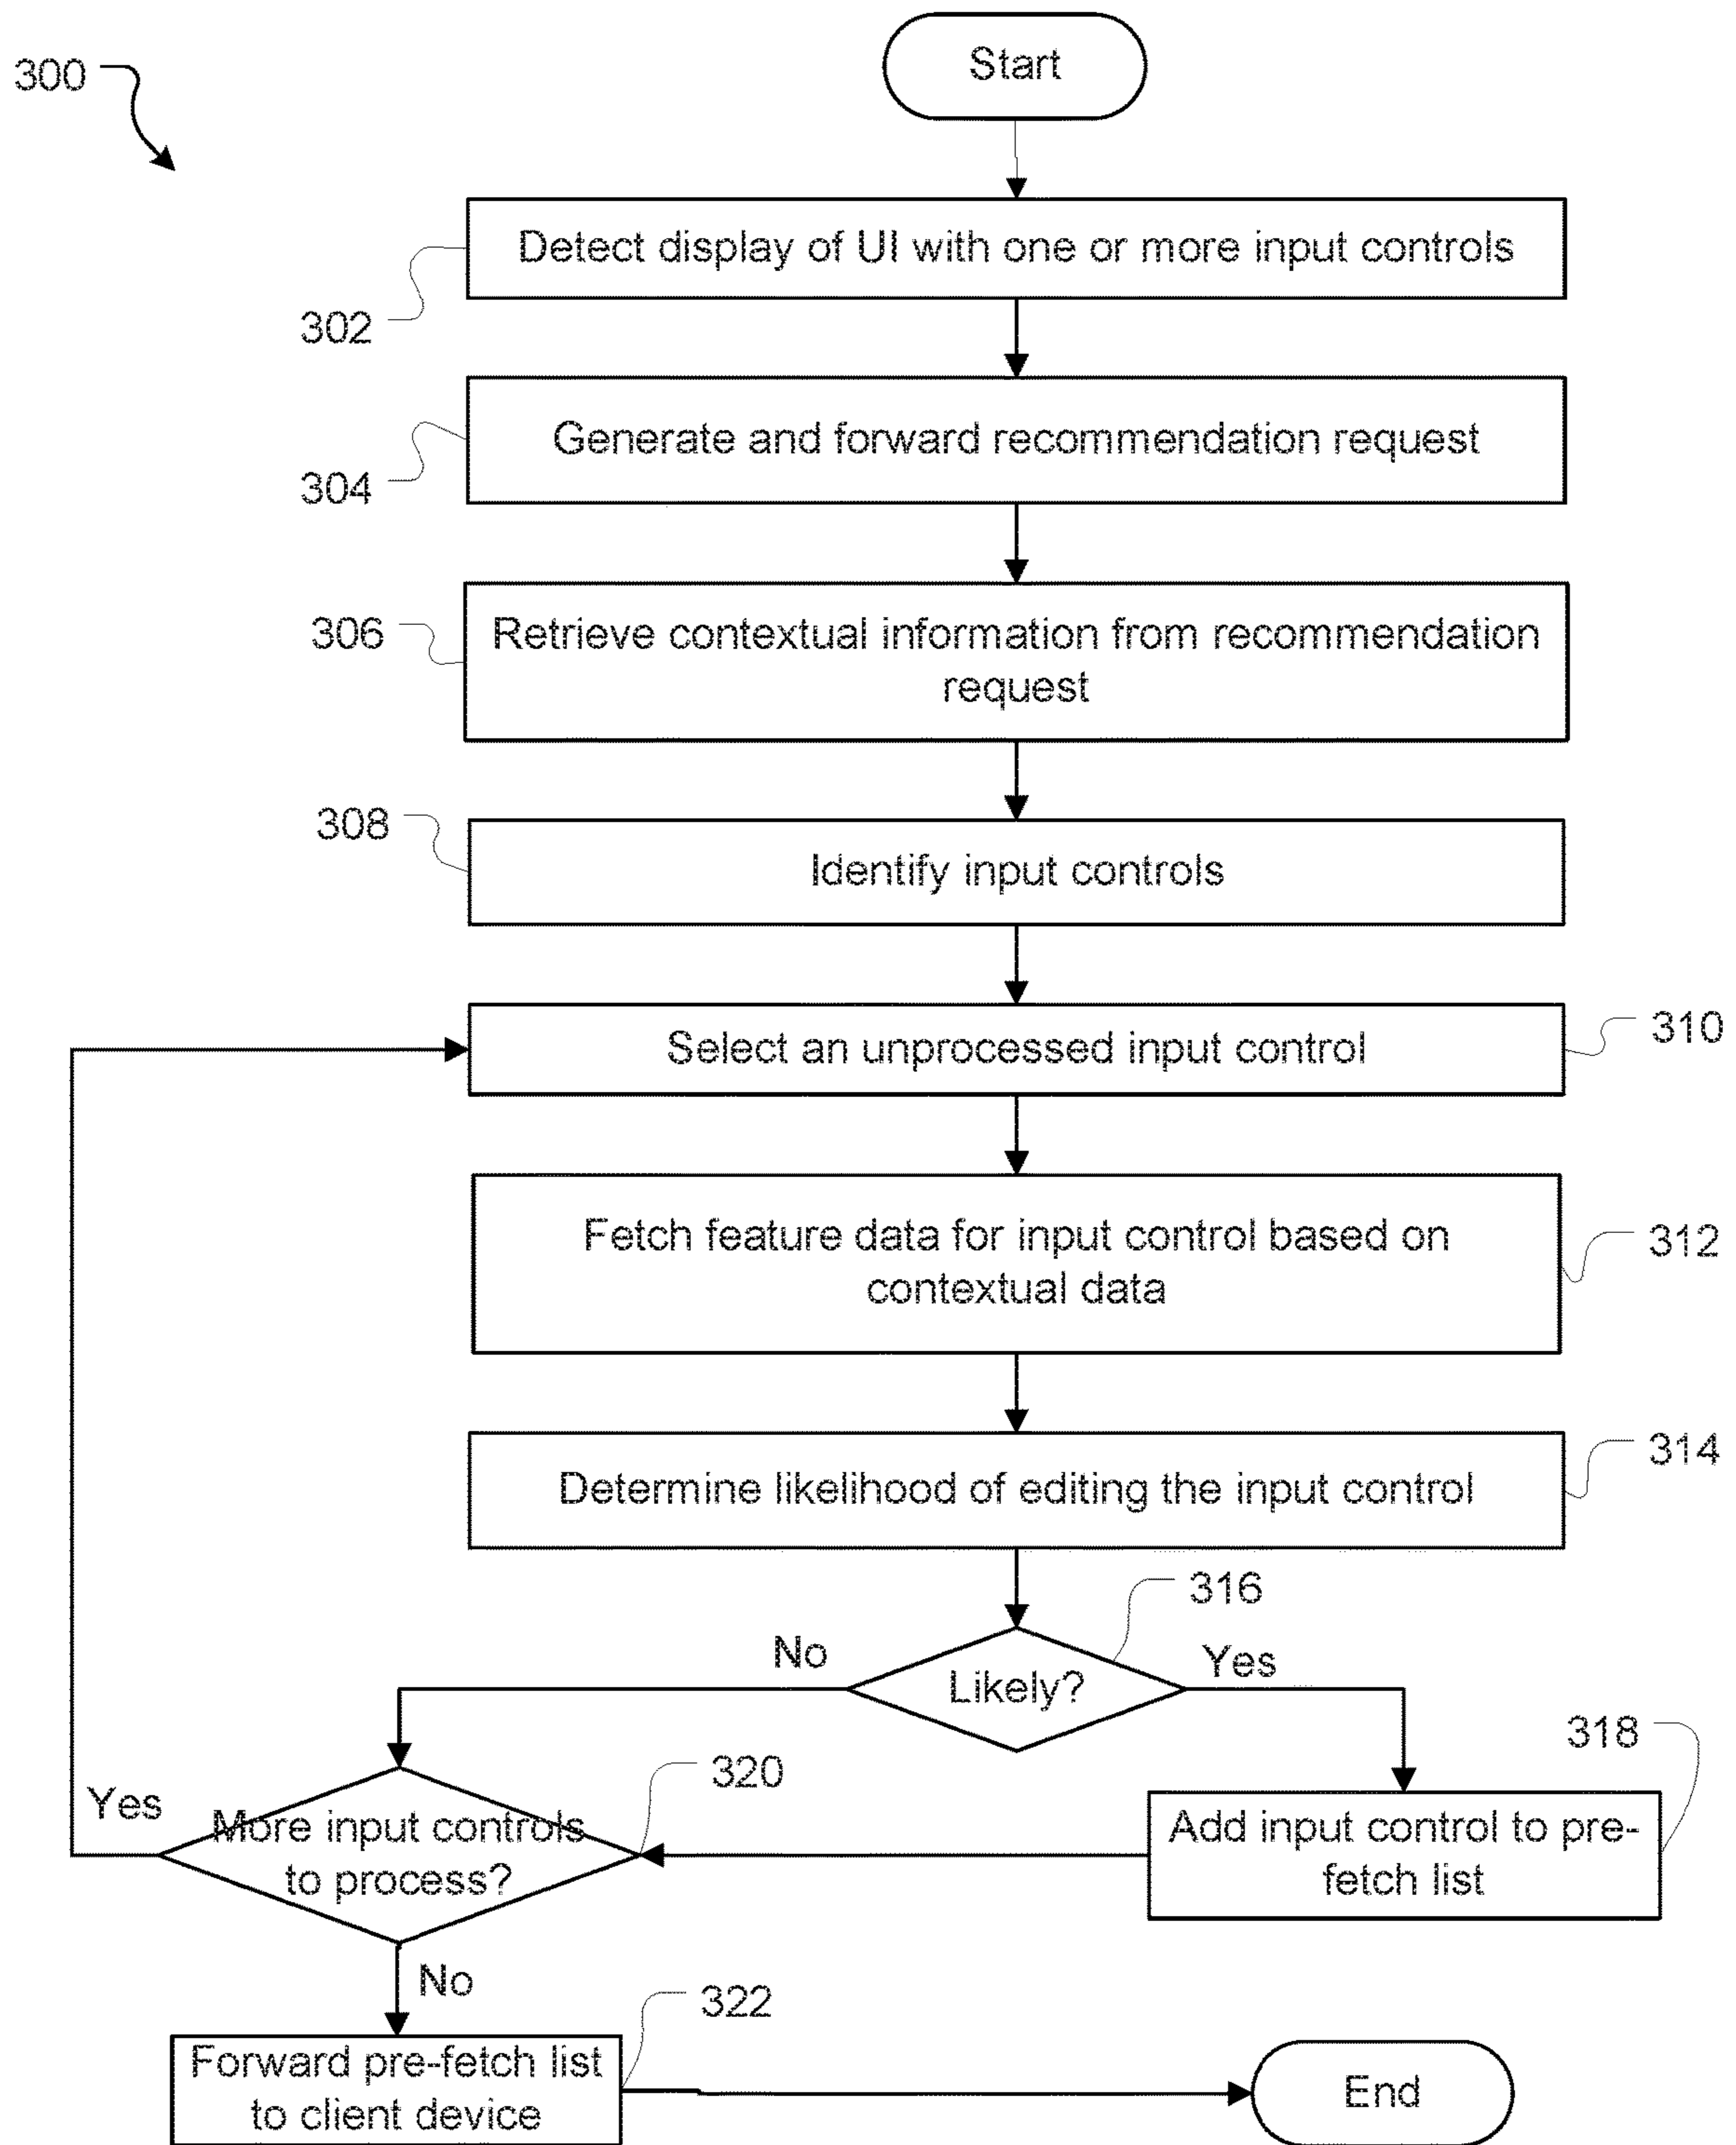 Start
300
Detect display of UI with one or more input controls
302
Generate and forward recommendation request
304
306
Retrieve contextual information from recommendation
request
308
Identify input controls
Select an unprocessed input control
310
Fetch feature data for input control based on
contextual data
312
Determine likelihood of editing the input control
314
316
No
Likely?
Yes
318
320
Yes
More input controls
to process?
Add input control to pre-
fetch list
No
322
Forward pre-fetch list
to client device
End